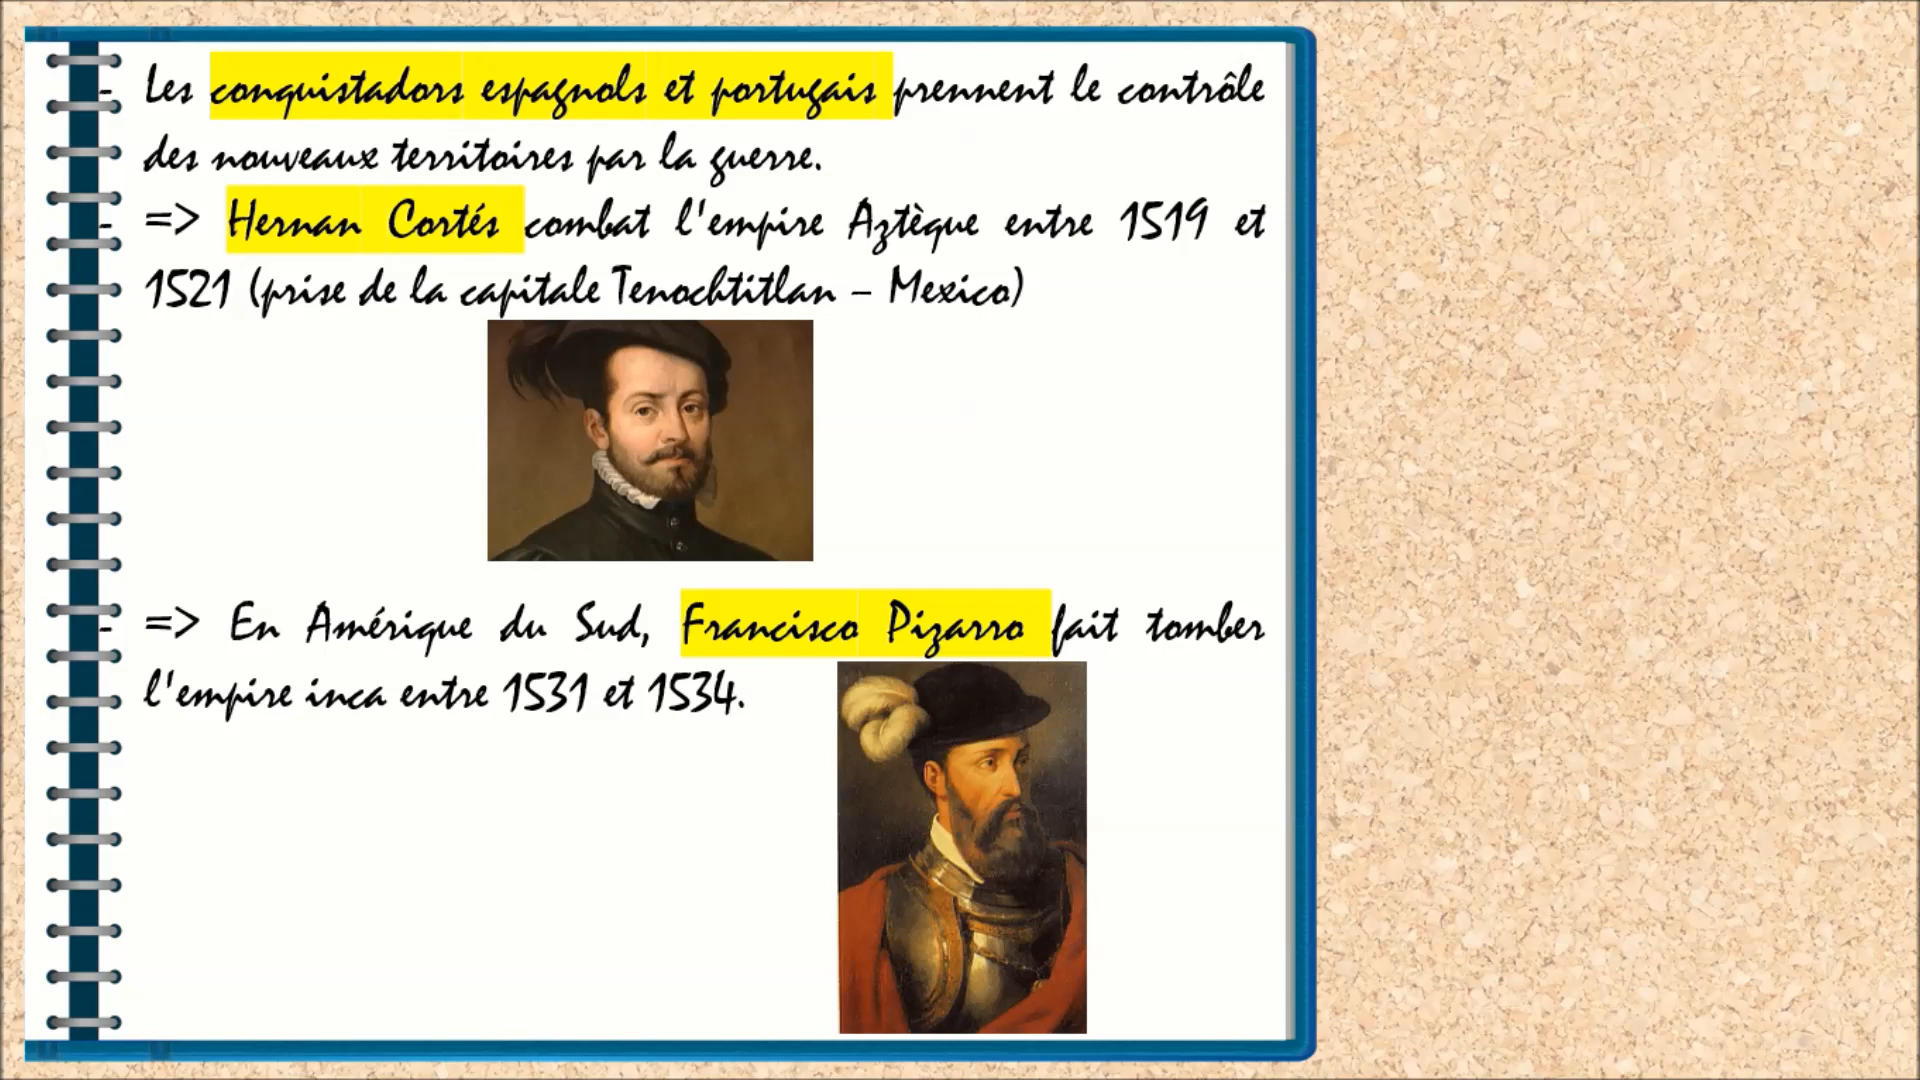 - Les conquistadors espagnols et portugais prennent le contrôle
des nouveaux territoires par la guerre.
- => Hernan Cortés combat l'empire Aztèque entre 1519 et
1521 (prise de la capitale Tenochtitlan – Mexico)
- => En Amérique du Sud, Francisco Pizarro fait tomber
l'empire inca entre 1531 et 1534.